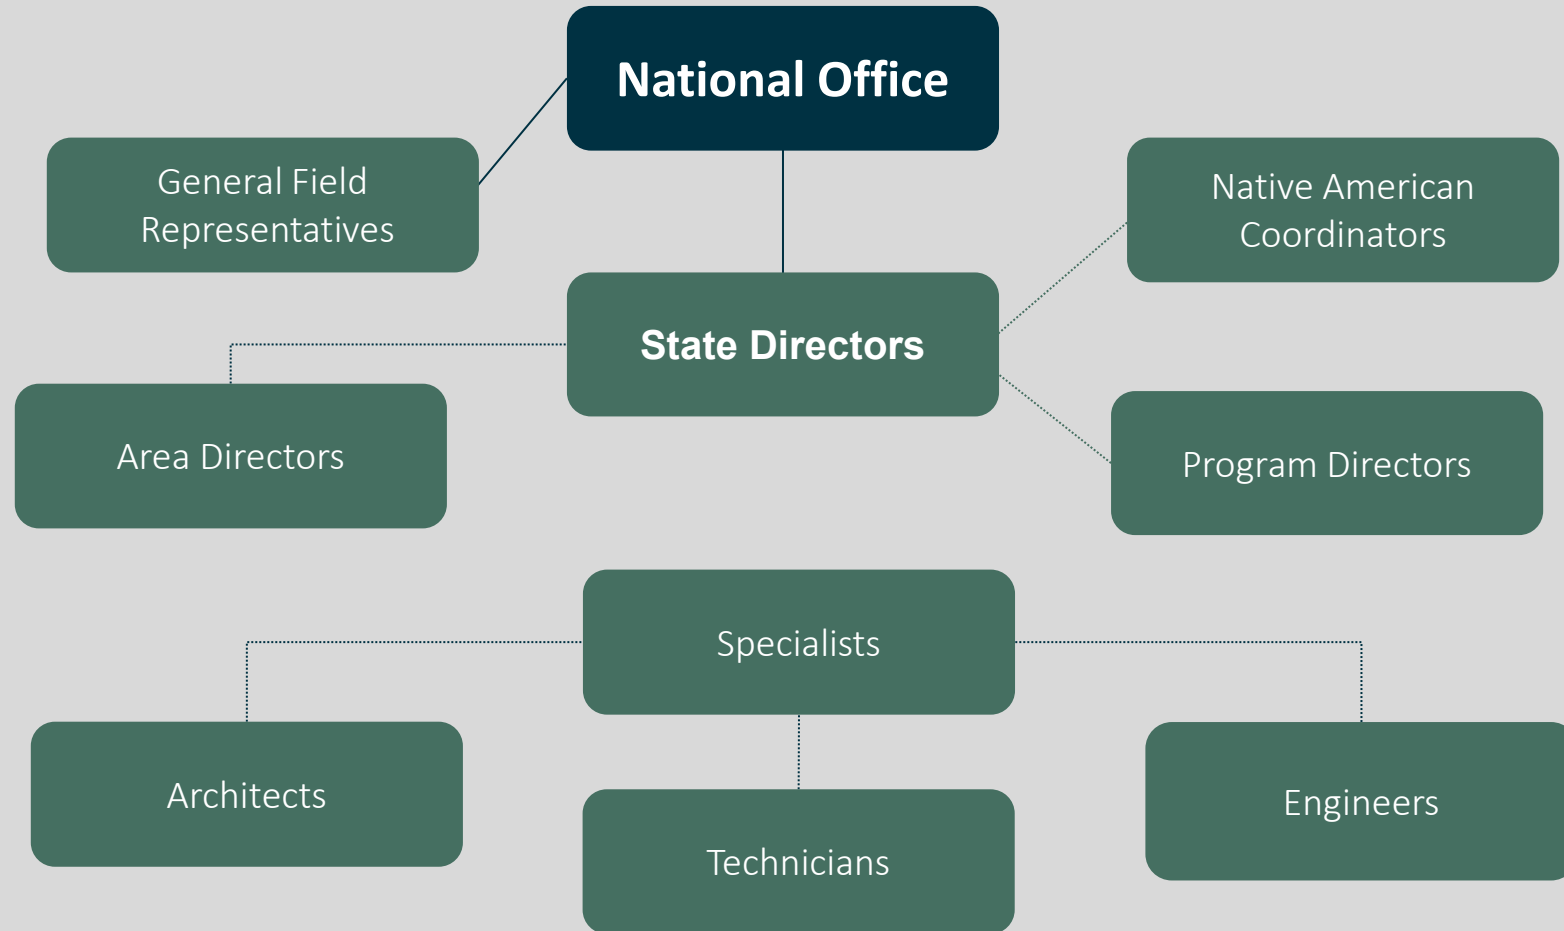 National Office
General Field
Representatives
Native American
Coordinators
State Directors
Area Directors
Program Directors
Specialists
Architects
Engineers
Technicians